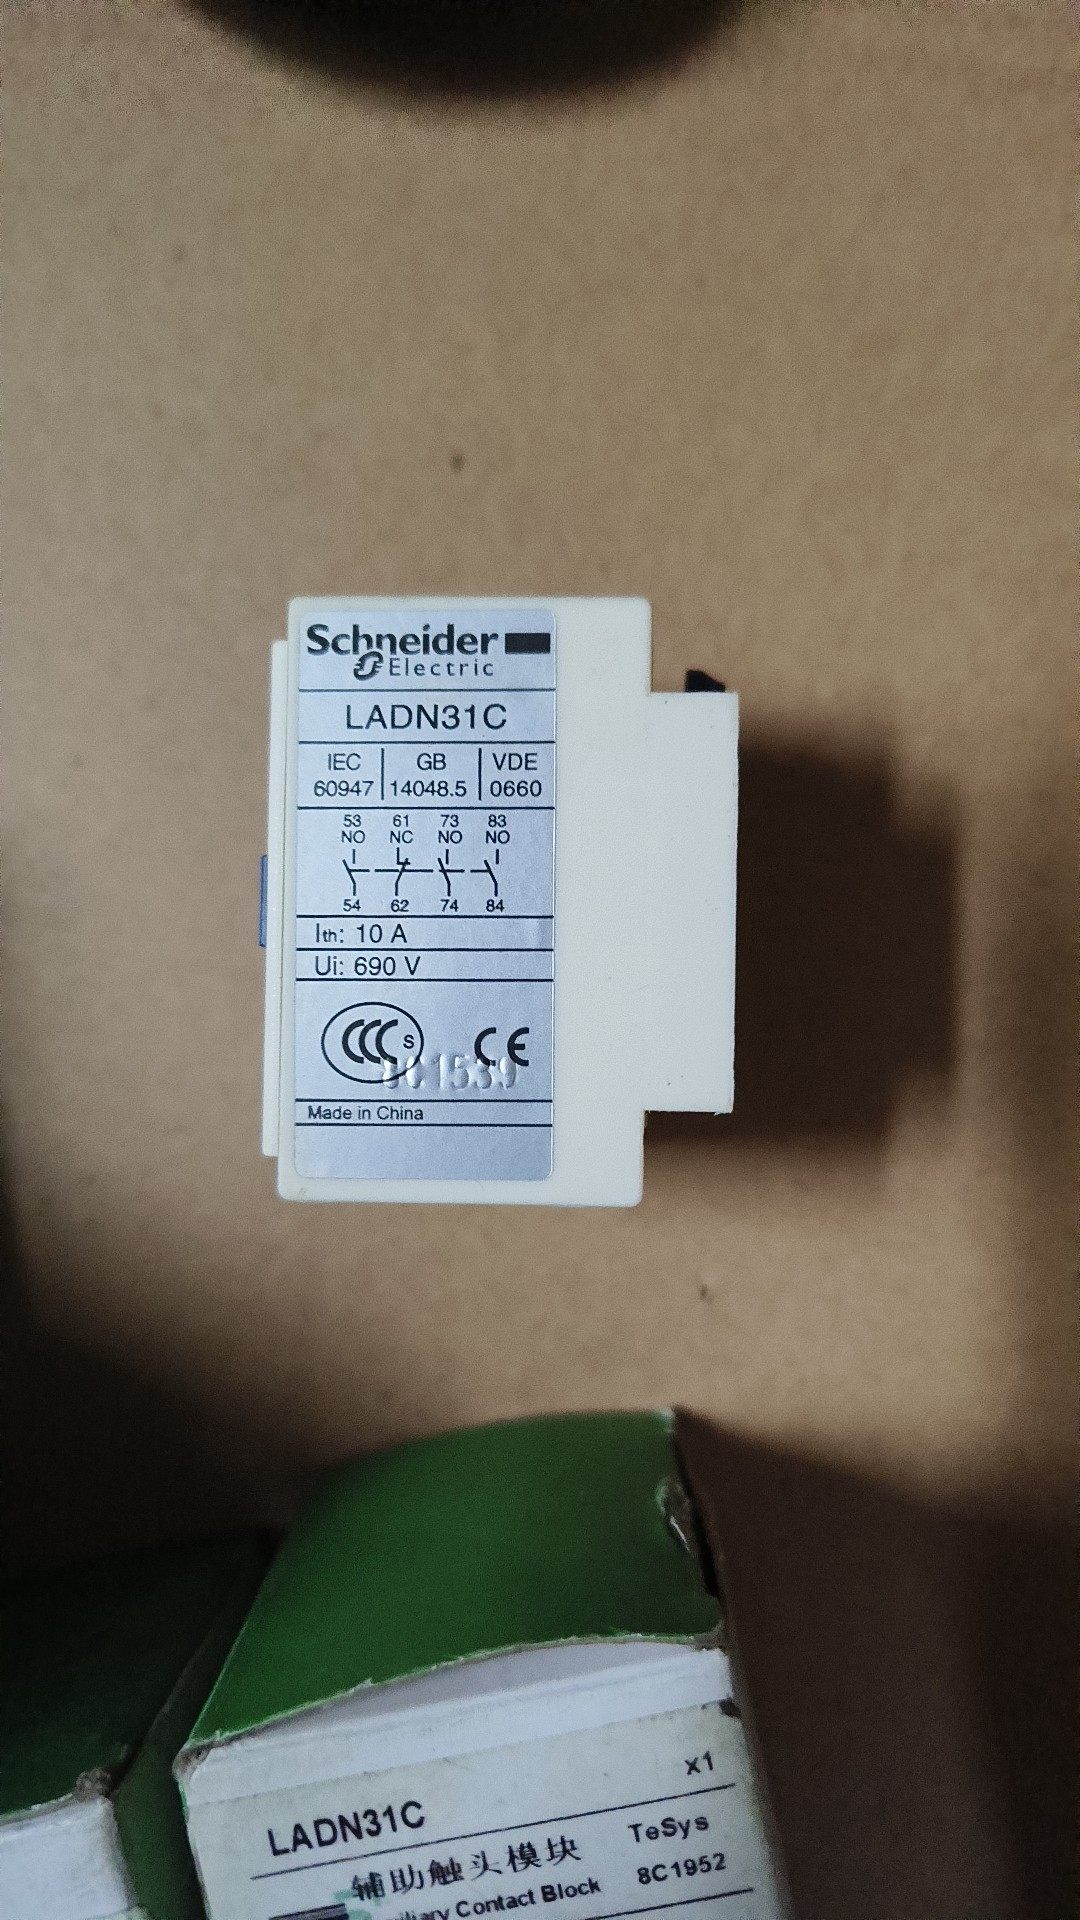 Schneider
Electric
LADN31C
IEC GB VDE
60947 14048.5 0660
53 61 73 83
NO NC NO NO
54 62 74 84
Ith: 10 A
Ui: 690 V
CCC S CE
8C1539
Made in China
x1
LADN31C
TeSys
辅助触头模块
8C1952
Contact Block